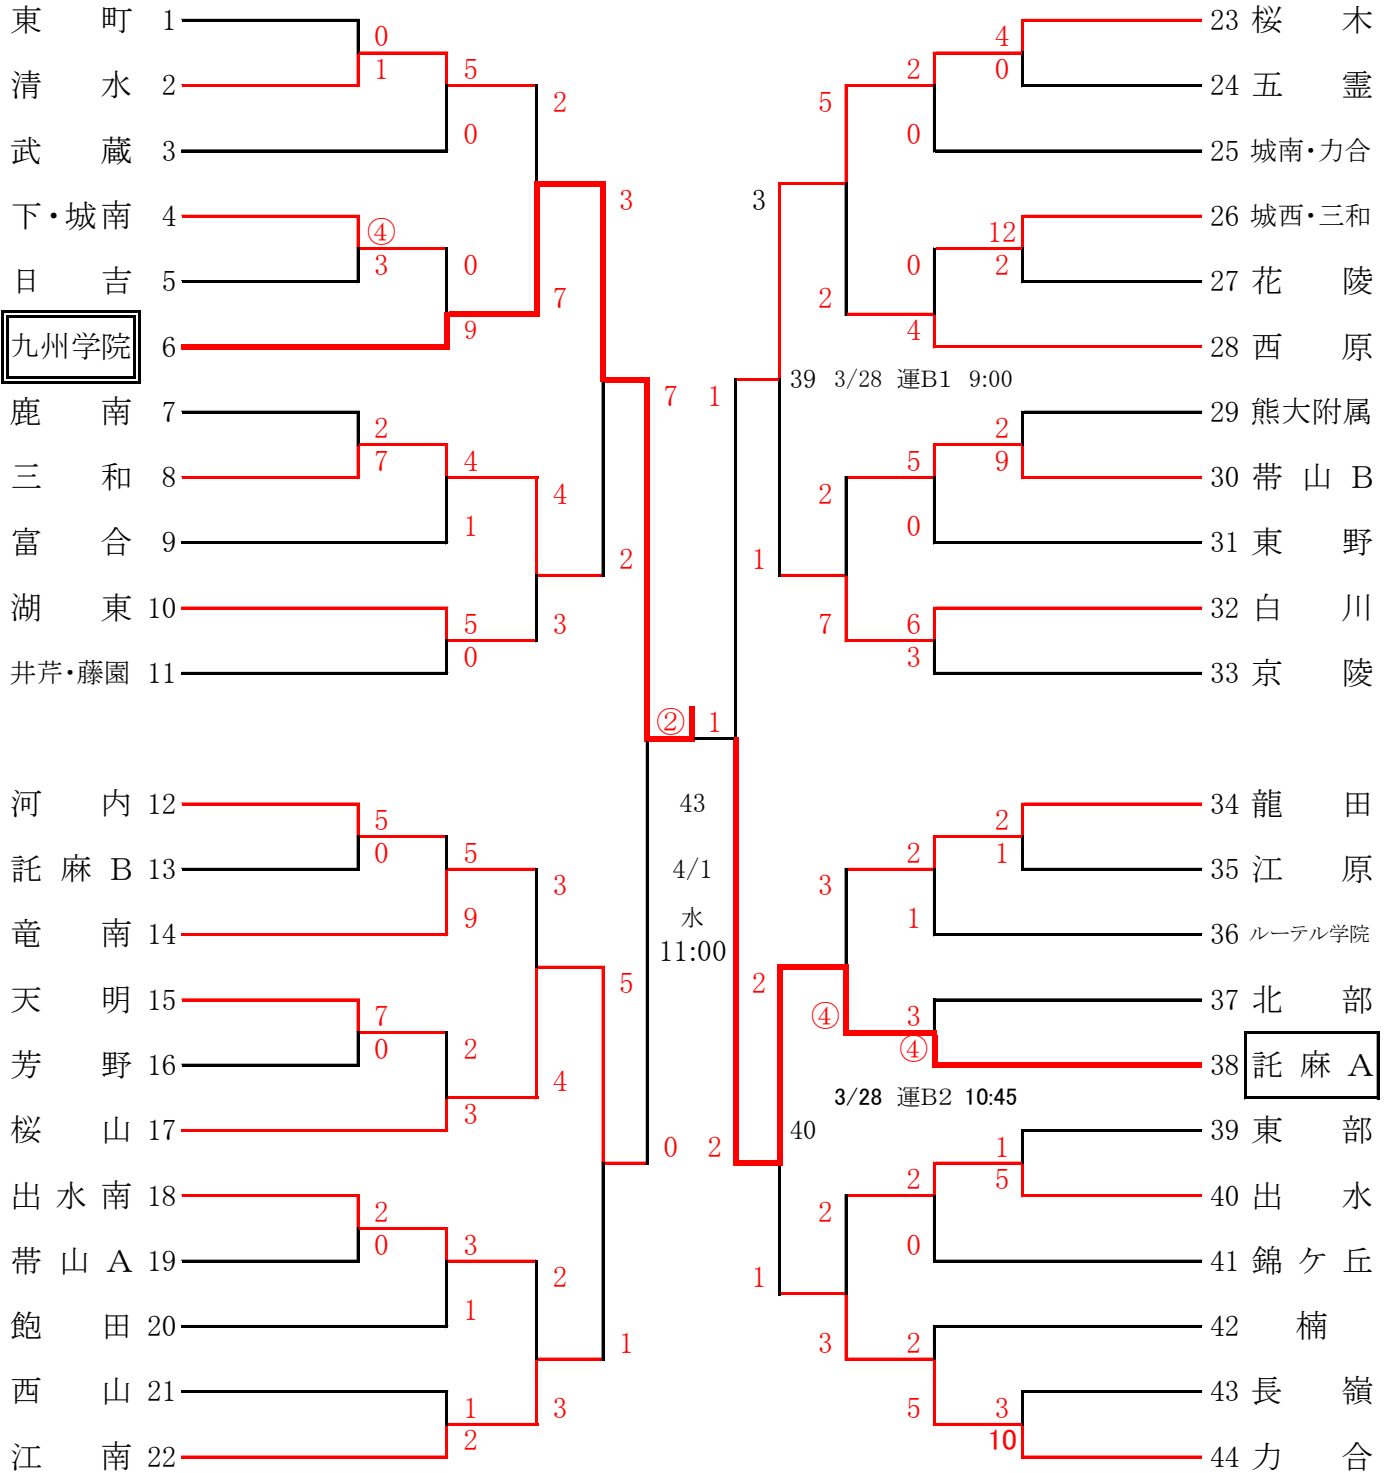 東町 1
清水 2
武蔵 3
下・城南 4
日吉 5
九州学院 6
鹿南 7
三和 8
富合 9
湖東 10
井芹・藤園 11
河内 12
託麻B 13
竜南 14
天明 15
芳野 16
桜山 17
出水南 18
帯山A 19
飽田 20
西山 21
江南 22
0
1
5
0
2
④
3
0
9
7
3
2
7
4
1
4
5
0
3
2
7
5
0
5
9
3
7
0
2
3
4
5
2
0
3
1
2
1
2
3
1
0
② 1
43
4/1
水
11:00
1
2
4
0
2
0
5
12
2
0
4
2
3
39 3/28 運B1 9:00
2
9
5
0
2
6
3
7
1
2
1
2
1
3
3
④
④
2
3/28 運B2 10:45
40
1
5
2
0
2
3
10
2
5
3
1
23 桜木
24 五霊
25 城南・力合
26 城西・三和
27 花陵
28 西原
29 熊大附属
30 帯山B
31 東野
32 白川
33 京陵
34 龍田
35 江原
36 ルーテル学院
37 北部
38 託麻A
39 東部
40 出水
41 錦ケ丘
42 楠
43 長嶺
44 力合